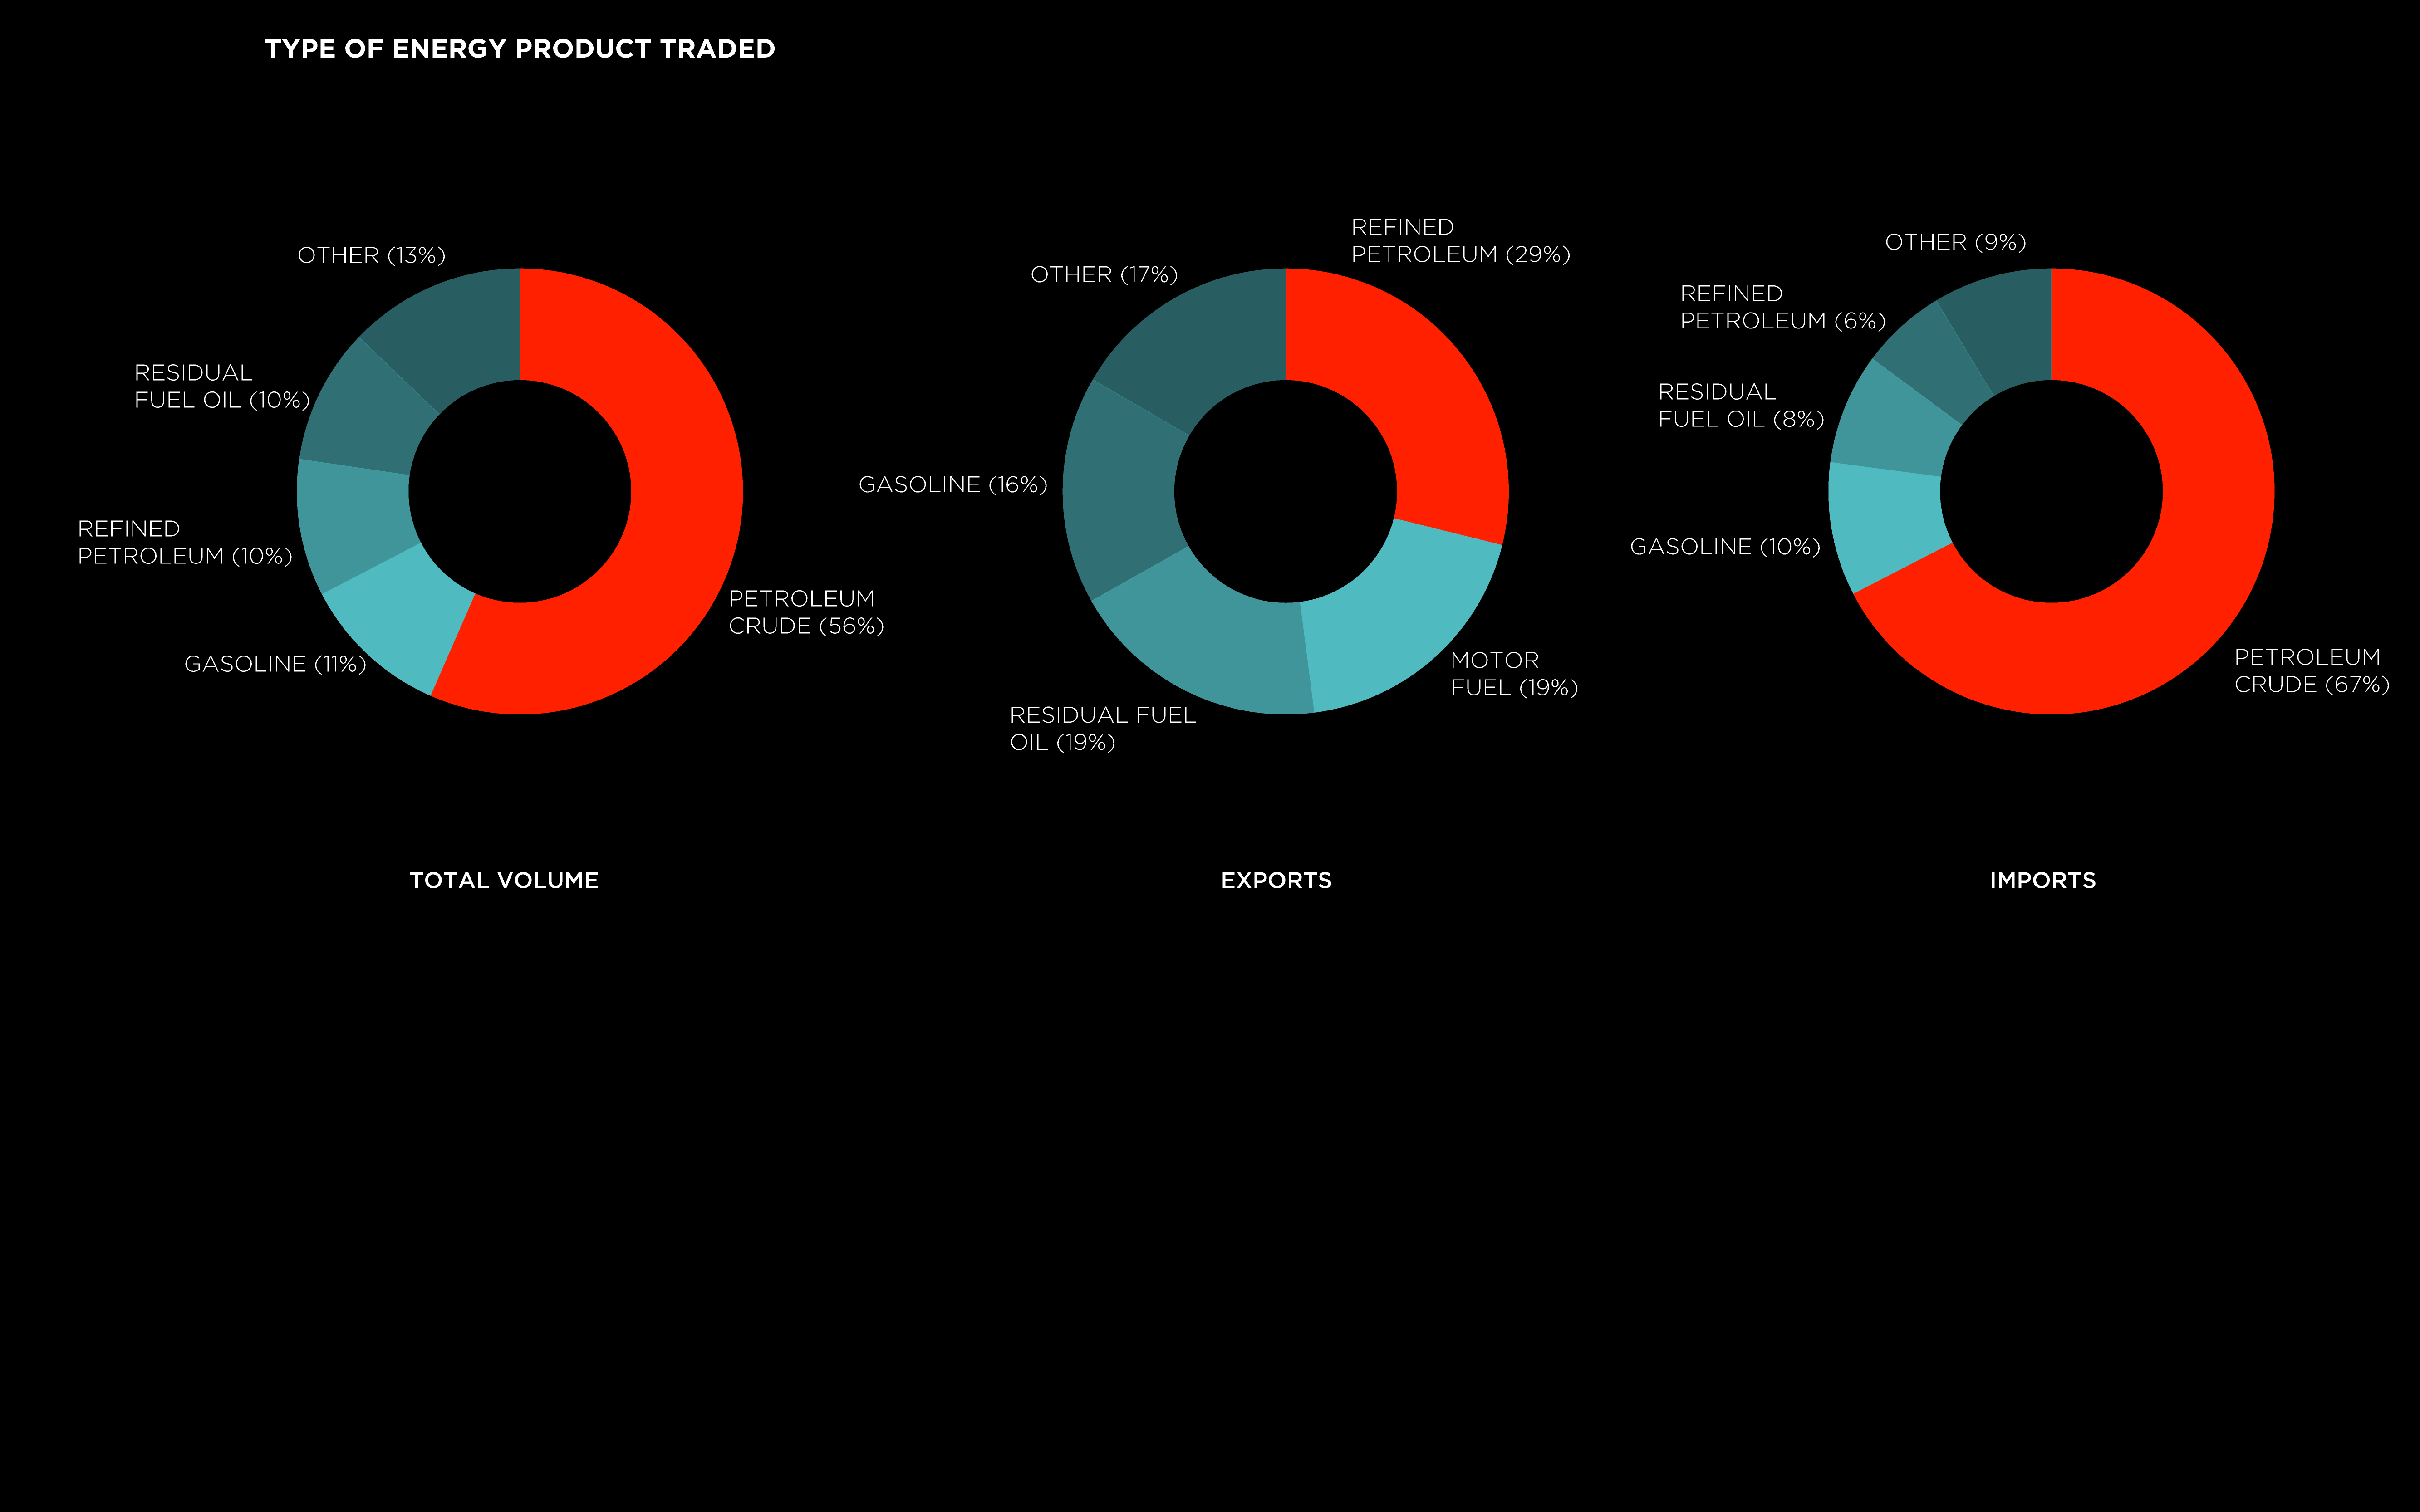 TYPE OF ENERGY PRODUCT TRADED
OTHER (13%)
RESIDUAL
FUEL OIL (10%)
REFINED
PETROLEUM (10%)
GASOLINE (11%)
PETROLEUM
CRUDE (56%)
TOTAL VOLUME
REFINED
PETROLEUM (29%)
OTHER (17%)
GASOLINE (16%)
MOTOR
FUEL (19%)
RESIDUAL FUEL
OIL (19%)
EXPORTS
OTHER (9%)
REFINED
PETROLEUM (6%)
RESIDUAL
FUEL OIL (8%)
GASOLINE (10%)
PETROLEUM
CRUDE (67%)
IMPORTS